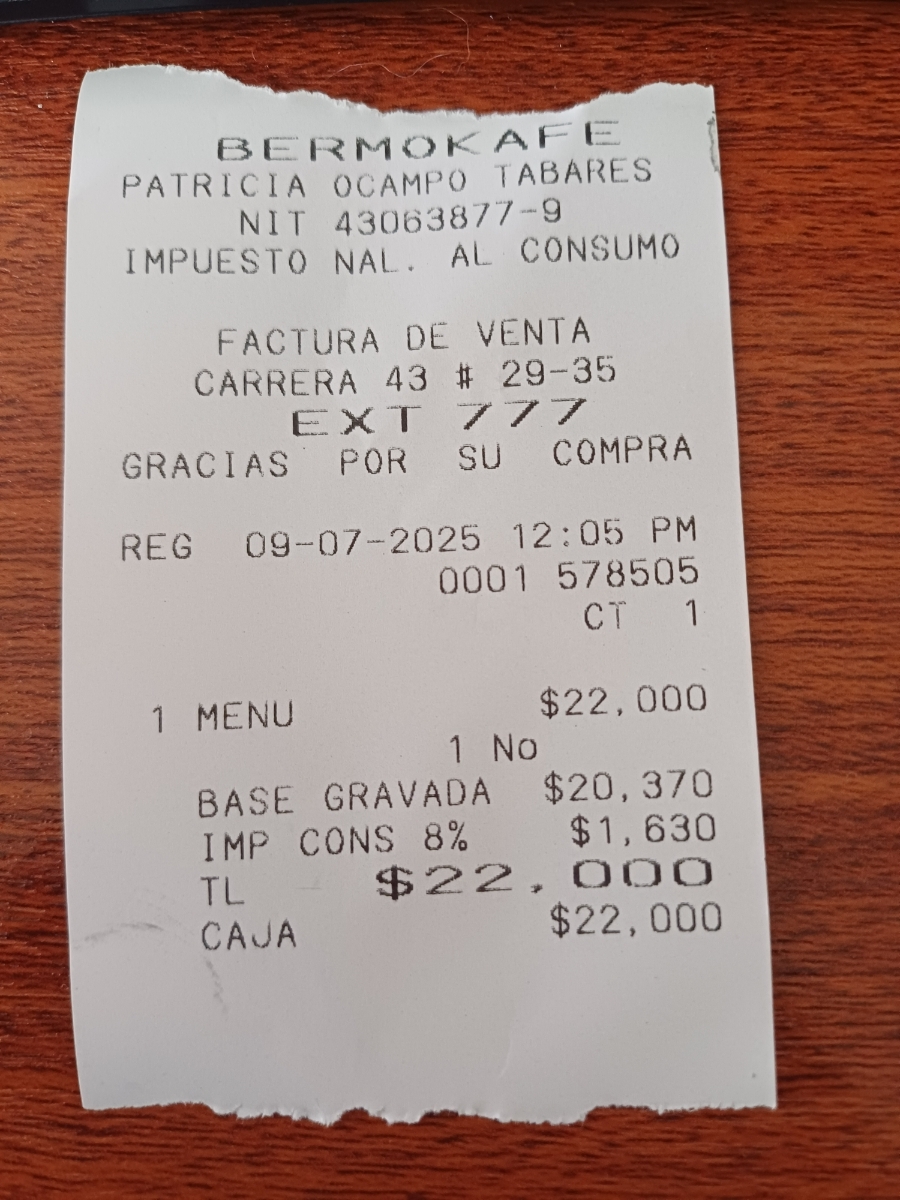 BERMOKAFE
PATRICIA OCAMPO TABARES
NIT 43063877-9
IMPUESTO NAL. AL CONSUMO
FACTURA DE VENTA
CARRERA 43 # 29-35
EXT 777
GRACIAS POR SU COMPRA
REG 09-07-2025 12:05 PM
0001 578505
CT 1
1 MENU $22,000
1 No
BASE GRAVADA $20,370
IMP CONS 8% $1,630
TL $22,000
CAJA $22,000